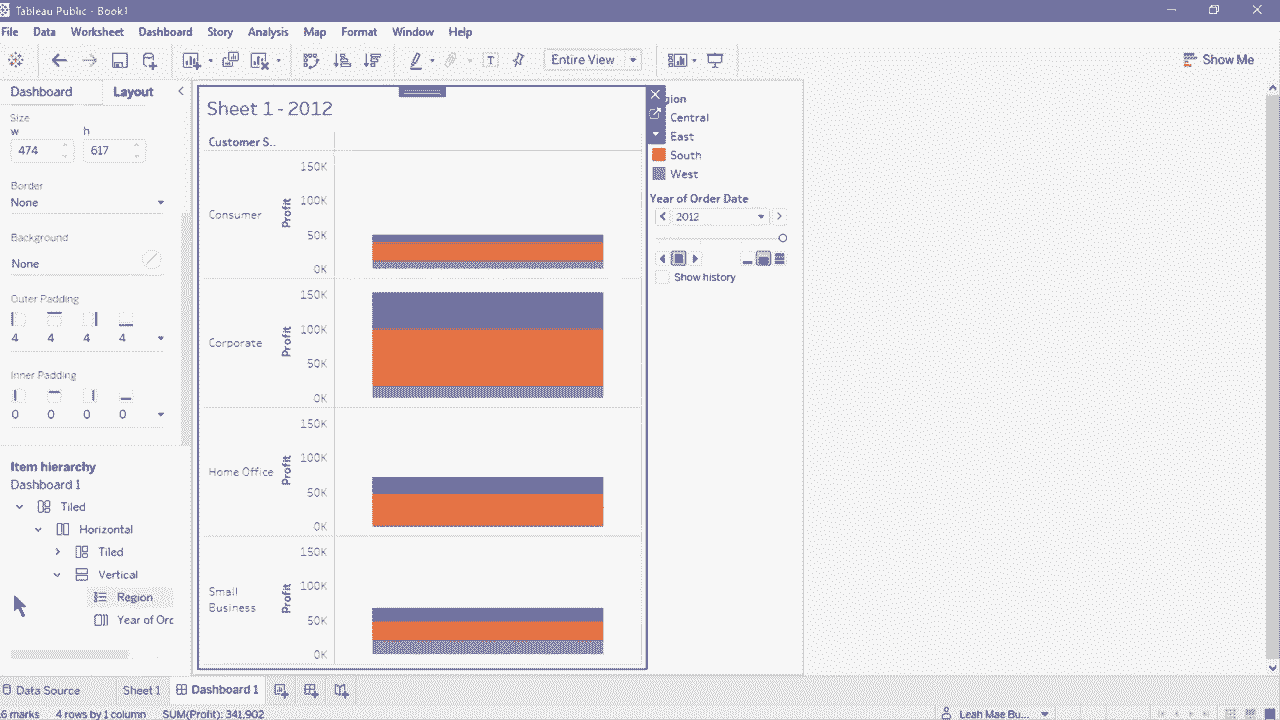 Tableau Public - Book1
File Data Worksheet Dashboard Story Analysis Map Format Window Help
Entire View
Show Me
Dashboard Layout
Size
w h
474 617
Border
None
Background
None
Outer Padding
4 4 4 4
Inner Padding
0 0 0 0
Item hierarchy
Dashboard 1
Tiled
Horizontal
Tiled
Vertical
Region
Year of Orc
Sheet 1 - 2012
Customer S..
Consumer
Profit
150K
100K
50K
0K
Corporate
Profit
150K
100K
50K
0K
Home Office
Profit
150K
100K
50K
0K
Small
Business
Profit
150K
100K
50K
0K
gion
Central
East
South
West
Year of Order Date
2012
Show history
Data Source Sheet 1 Dashboard 1
6 marks 4 rows by 1 column SUM(Profit): 341,902
Leah Mae Bu...